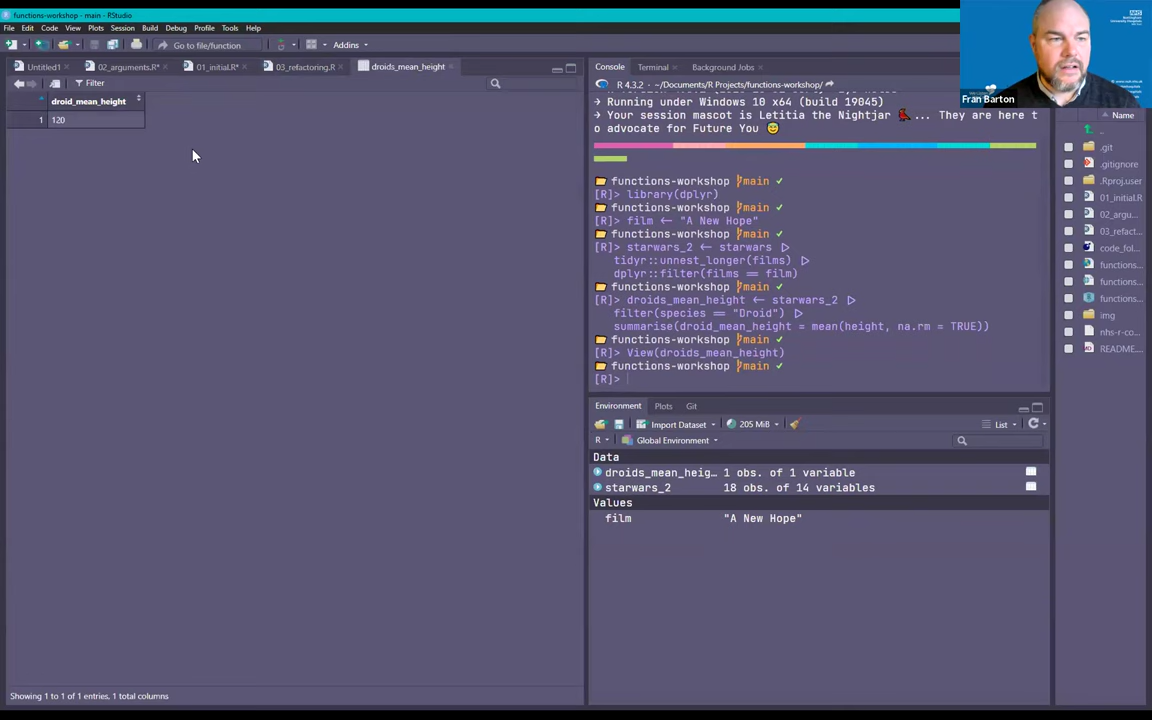 functions-workshop - main - RStudio
File Edit Code View Plots Session Build Debug Profile Tools Help
Go to file/function Addins
Untitled1 02_arguments.R* 01_initial.R* 03_refactoring.R droids_mean_height
Filter
droid_mean_height
1 120
Showing 1 to 1 of 1 entries, 1 total columns
Console Terminal Background Jobs
R 4.3.2 · ~/Documents/R Projects/functions-workshop/
→ Running under Windows 10 x64 (build 19045)
→ Your session mascot is Letitia the Nightjar ... They are here t
o advocate for Future You
functions-workshop main ✓
[R]> library(dplyr)
functions-workshop main ✓
[R]> film <- "A New Hope"
functions-workshop main ✓
[R]> starwars_2 <- starwars |>
tidyr::unnest_longer(films) |>
dplyr::filter(films == film)
functions-workshop main ✓
[R]> droids_mean_height <- starwars_2 |>
filter(species == "Droid") |>
summarise(droid_mean_height = mean(height, na.rm = TRUE))
functions-workshop main ✓
[R]> View(droids_mean_height)
functions-workshop main ✓
[R]>
Environment Plots Git
Import Dataset 205 MiB List
R Global Environment
Data
droids_mean_heig… 1 obs. of 1 variable
starwars_2 18 obs. of 14 variables
Values
film "A New Hope"
NHS
Fran Barton
Name
..
.git
.gitignore
.Rproj.user
01_initial.R
02_argu...
03_refact...
code_fol...
functions...
functions...
functions...
img
nhs-r-co...
README....